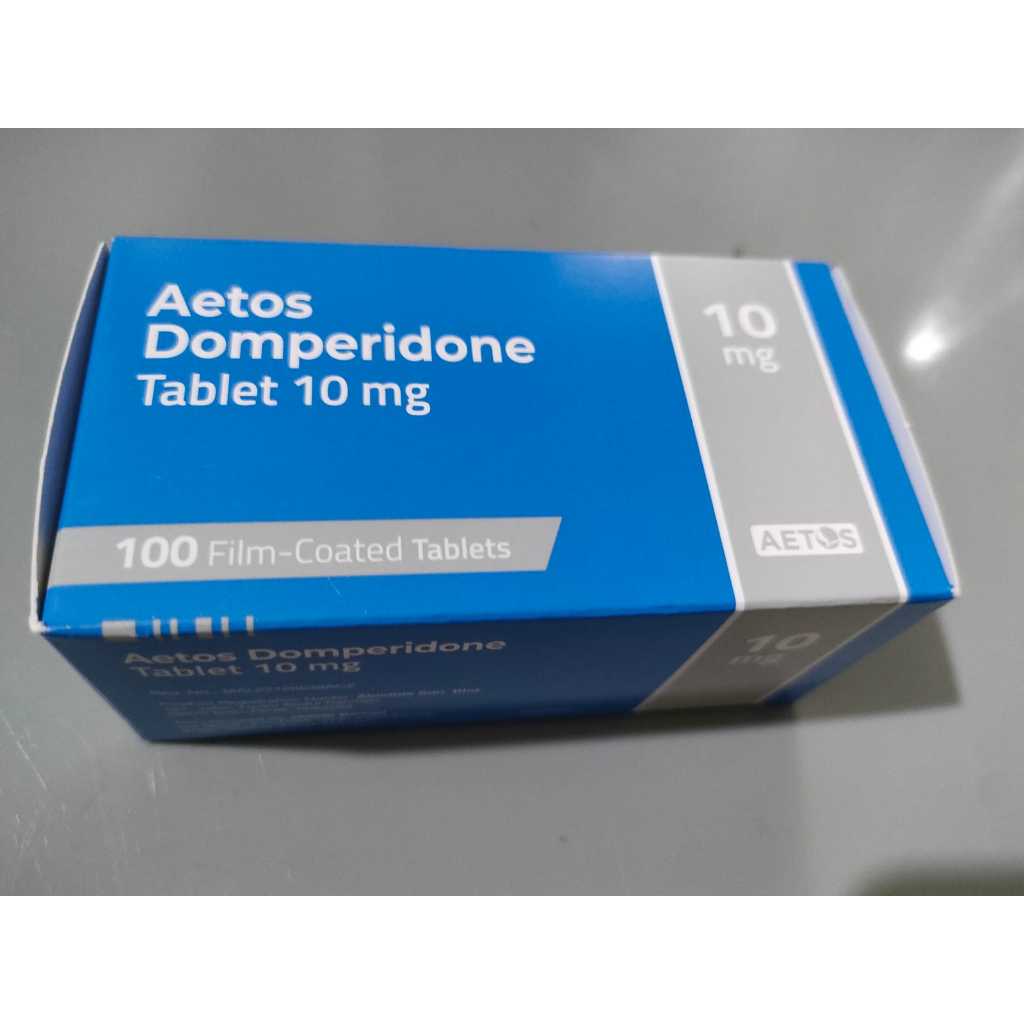 Aetos
Domperidone
Tablet 10 mg
10
mg
100 Film-Coated Tablets
AETOS
Aetos Domperidone
Tablet 10 mg
10
mg